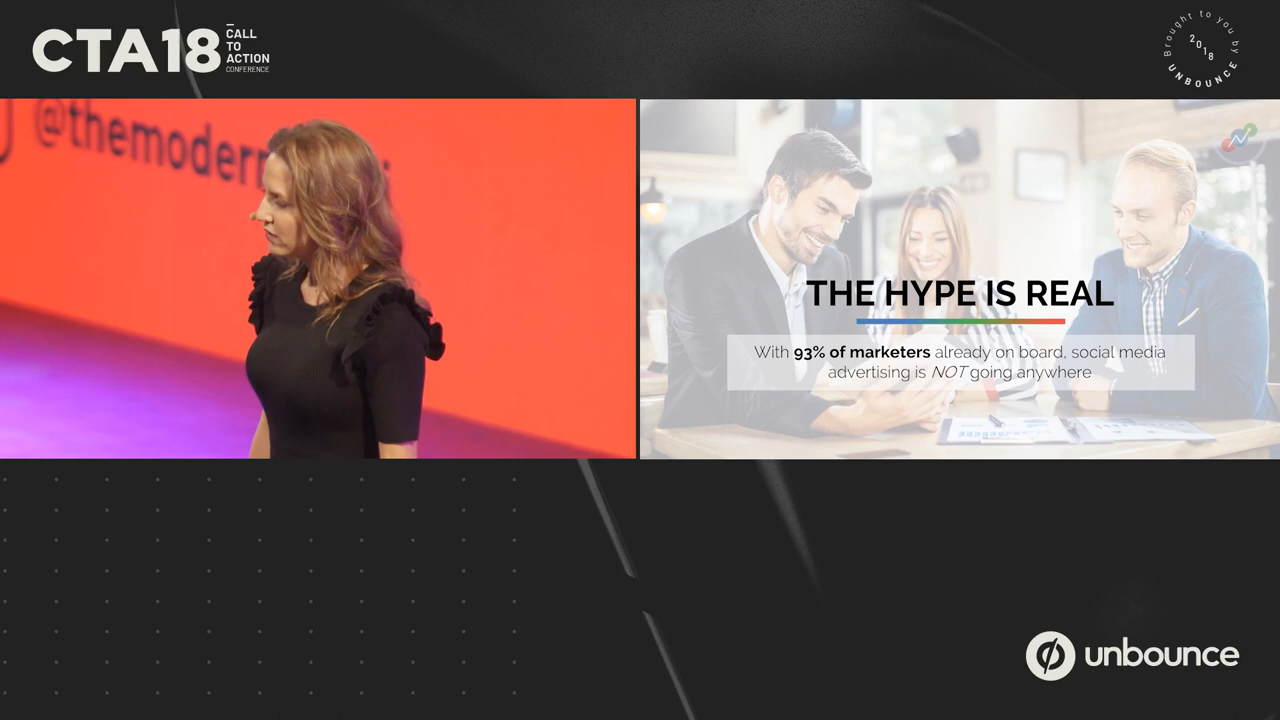 CTA18
CALL
TO
ACTION
CONFERENCE
Brought to you by
2018
UNBOUNCE
THE HYPE IS REAL
With 93% of marketers already on board, social media
advertising is NOT going anywhere
unbounce